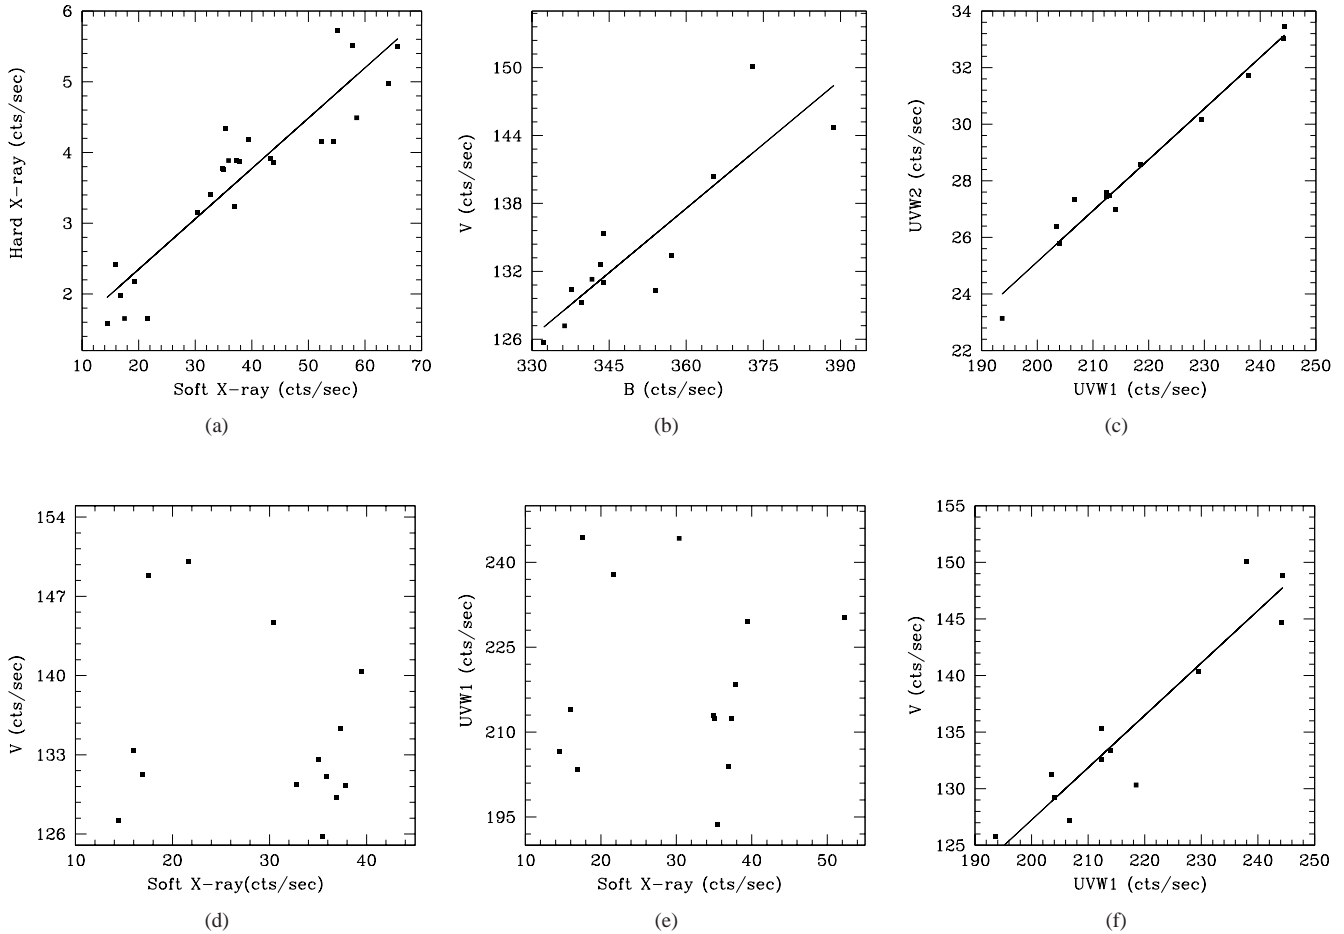 6
5
4
3
2
Hard X-ray (cts/sec)
10 20 30 40 50 60 70
Soft X-ray (cts/sec)
(a)
150
144
138
132
126
V (cts/sec)
330 345 360 375 390
B (cts/sec)
(b)
34
32
30
28
26
24
22
UVW2 (cts/sec)
190 200 210 220 230 240 250
UVW1 (cts/sec)
(c)
154
147
140
133
126
V (cts/sec)
10 20 30 40
Soft X-ray(cts/sec)
(d)
240
225
210
195
UVW1 (cts/sec)
10 20 30 40 50
Soft X-ray (cts/sec)
(e)
155
150
145
140
135
130
125
V (cts/sec)
190 200 210 220 230 240 250
UVW1 (cts/sec)
(f)